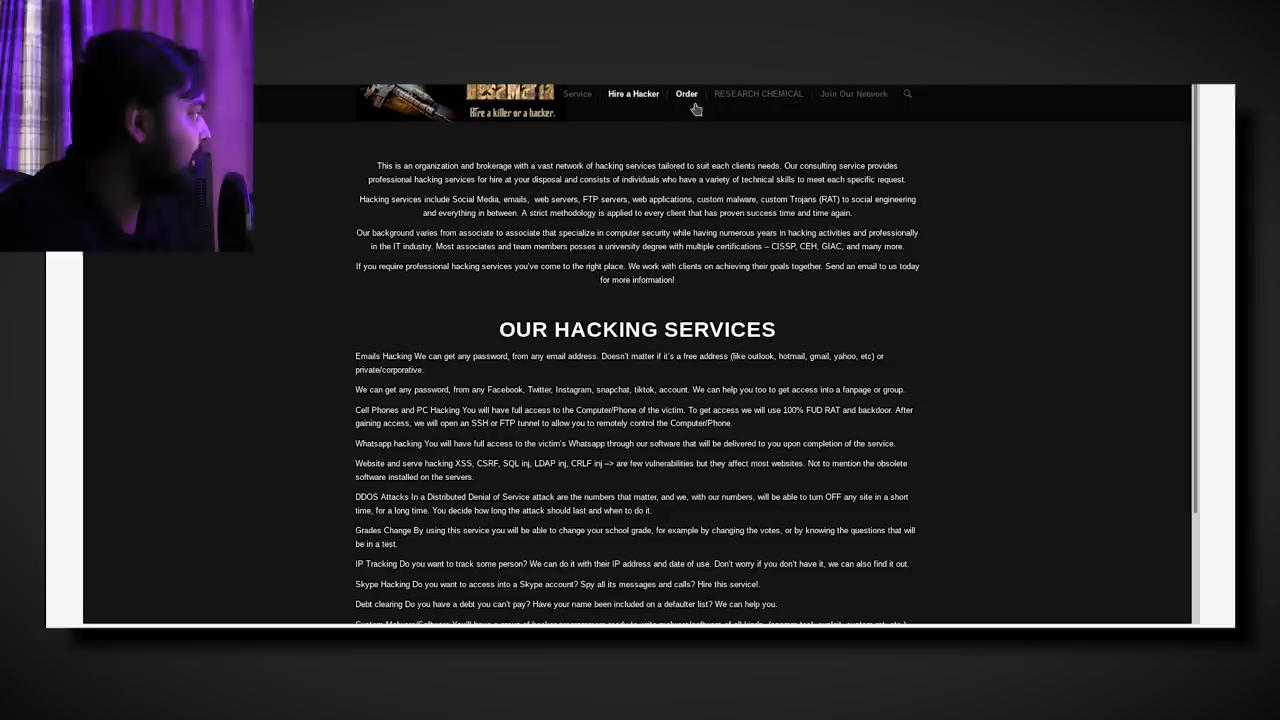 BesaMafia
Hire a killer or a hacker.
Service
Hire a Hacker
Order
RESEARCH CHEMICAL
Join Our Network
This is an organization and brokerage with a vast network of hacking services tailored to suit each clients needs. Our consulting service provides
professional hacking services for hire at your disposal and consists of individuals who have a variety of technical skills to meet each specific request.
Hacking services include Social Media, emails, web servers, FTP servers, web applications, custom malware, custom Trojans (RAT) to social engineering
and everything in between. A strict methodology is applied to every client that has proven success time and time again.
Our background varies from associate to associate that specialize in computer security while having numerous years in hacking activities and professionally
in the IT industry. Most associates and team members posses a university degree with multiple certifications – CISSP, CEH, GIAC, and many more.
If you require professional hacking services you've come to the right place. We work with clients on achieving their goals together. Send an email to us today
for more information!
OUR HACKING SERVICES
Emails Hacking We can get any password, from any email address. Doesn't matter if it's a free address (like outlook, hotmail, gmail, yahoo, etc) or
private/corporative.
We can get any password, from any Facebook, Twitter, Instagram, snapchat, tiktok, account. We can help you too to get access into a fanpage or group.
Cell Phones and PC Hacking You will have full access to the Computer/Phone of the victim. To get access we will use 100% FUD RAT and backdoor. After
gaining access, we will open an SSH or FTP tunnel to allow you to remotely control the Computer/Phone.
Whatsapp hacking You will have full access to the victim's Whatsapp through our software that will be delivered to you upon completion of the service.
Website and serve hacking XSS, CSRF, SQL inj, LDAP inj, CRLF inj –> are few vulnerabilities but they affect most websites. Not to mention the obsolete
software installed on the servers.
DDOS Attacks In a Distributed Denial of Service attack are the numbers that matter, and we, with our numbers, will be able to turn OFF any site in a short
time, for a long time. You decide how long the attack should last and when to do it.
Grades Change By using this service you will be able to change your school grade, for example by changing the votes, or by knowing the questions that will
be in a test.
IP Tracking Do you want to track some person? We can do it with their IP address and date of use. Don't worry if you don't have it, we can also find it out.
Skype Hacking Do you want to access into a Skype account? Spy all its messages and calls? Hire this service!.
Debt clearing Do you have a debt you can't pay? Have your name been included on a defaulter list? We can help you.